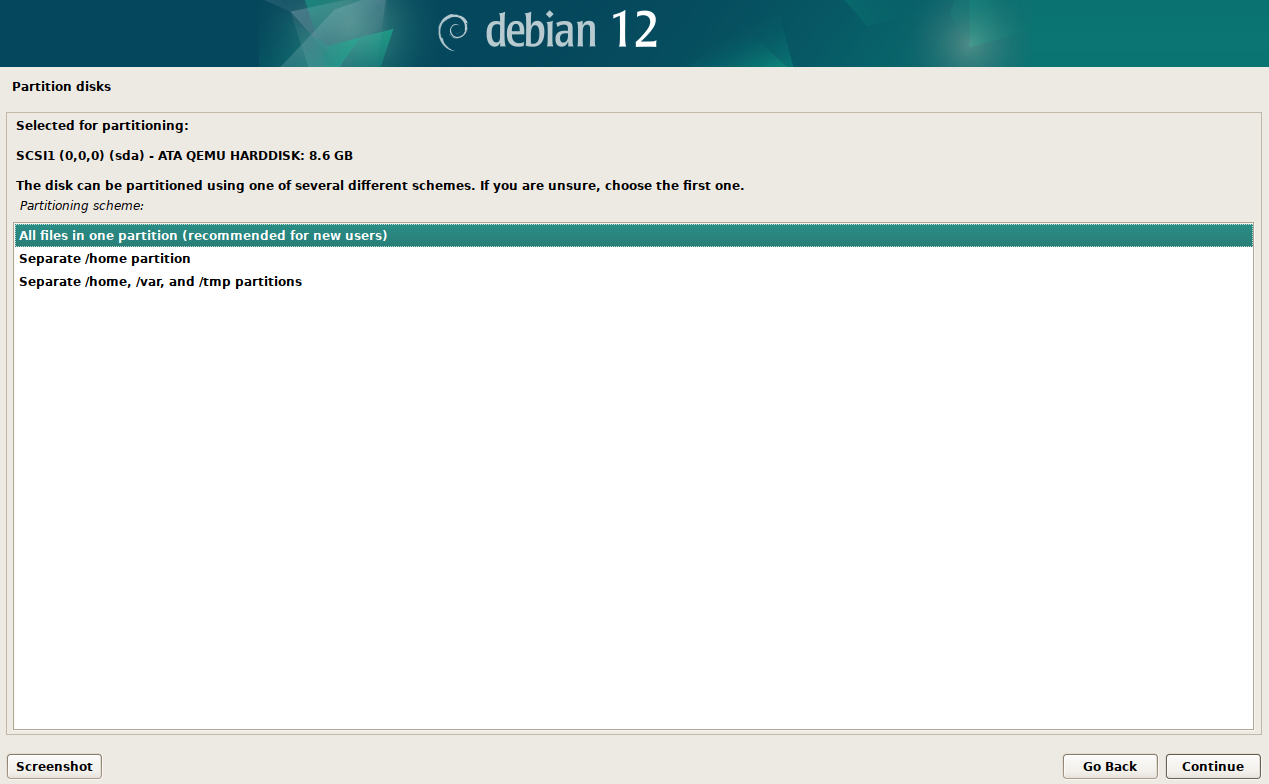 debian 12
Partition disks
Selected for partitioning:
SCSI1 (0,0,0) (sda) - ATA QEMU HARDDISK: 8.6 GB
The disk can be partitioned using one of several different schemes. If you are unsure, choose the first one.
Partitioning scheme:
All files in one partition (recommended for new users)
Separate /home partition
Separate /home, /var, and /tmp partitions
Screenshot
Go Back
Continue